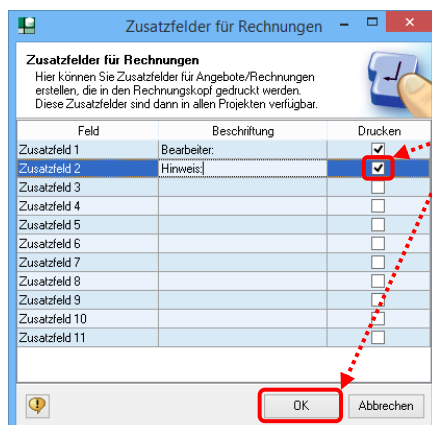 Zusatzfelder für Rechnungen
Zusatzfelder für Rechnungen
Hier können Sie Zusatzfelder für Angebote/Rechnungen
erstellen, die in den Rechnungskopf gedruckt werden.
Diese Zusatzfelder sind dann in allen Projekten verfügbar.
Feld Beschriftung Drucken
Zusatzfeld 1 Bearbeiter:
Zusatzfeld 2 Hinweis:
Zusatzfeld 3
Zusatzfeld 4
Zusatzfeld 5
Zusatzfeld 6
Zusatzfeld 7
Zusatzfeld 8
Zusatzfeld 9
Zusatzfeld 10
Zusatzfeld 11
OK Abbrechen